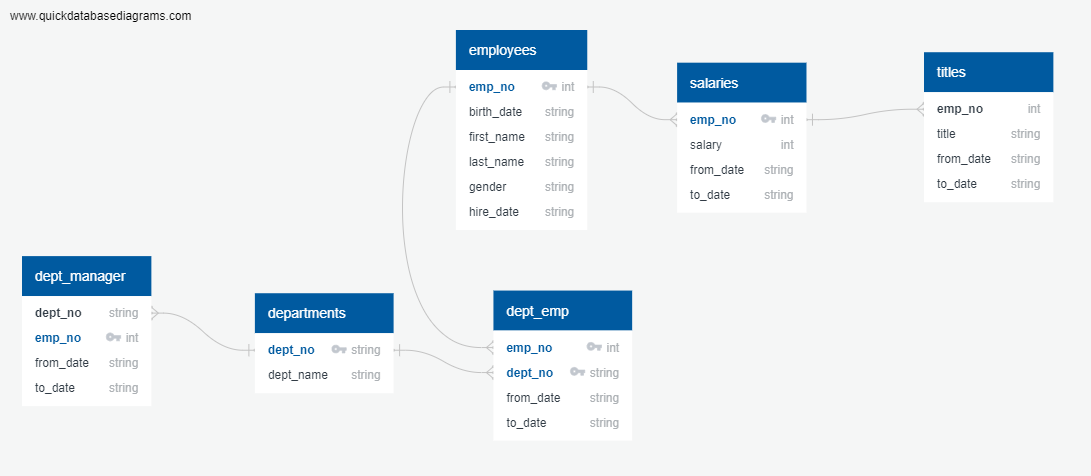 www.quickdatabasediagrams.com
employees
emp_no int
birth_date string
first_name string
last_name string
gender string
hire_date string
salaries
emp_no int
salary int
from_date string
to_date string
titles
emp_no int
title string
from_date string
to_date string
dept_manager
dept_no string
emp_no int
from_date string
to_date string
departments
dept_no string
dept_name string
dept_emp
emp_no int
dept_no string
from_date string
to_date string